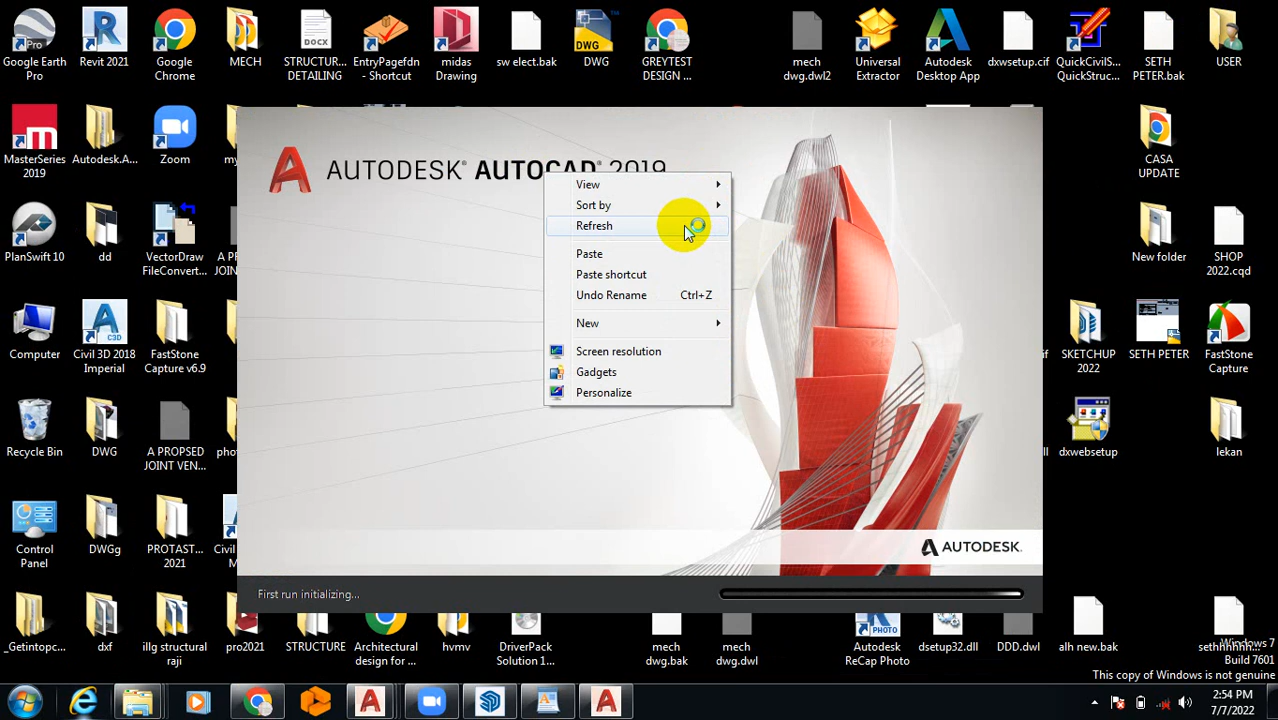 Google Earth
Pro
Revit 2021
Google
Chrome
MECH
STRUCTUR...
DETAILING
EntryPagefdn
- Shortcut
midas
Drawing
sw elect.bak
DWG
GREYTEST
DESIGN ...
mech
dwg.dwl2
Universal
Extractor
Autodesk
Desktop App
dxwsetup.cif
QuickCivilS...
QuickStruc...
SETH
PETER.bak
USER
MasterSeries
2019
Autodesk.A...
Zoom
my
CASA
UPDATE
AUTODESK® AUTOCAD® 2019
View
Sort by
Refresh
Paste
Paste shortcut
Undo Rename Ctrl+Z
New
Screen resolution
Gadgets
Personalize
PlanSwift 10
dd
VectorDraw
FileConvert...
New folder
SHOP
2022.cqd
Computer
Civil 3D 2018
Imperial
FastStone
Capture v6.9
SKETCHUP
2022
SETH PETER
FastStone
Capture
Recycle Bin
DWG
A PROPSED
JOINT VEN...
dxwebsetup
lekan
Control
Panel
DWGg
PROTAST...
2021
AUTODESK.
First run initializing...
_Getintopc...
dxf
illg structural
raji
pro2021
STRUCTURE
Architectural
design for ...
hvmv
DriverPack
Solution 1...
mech
dwg.bak
mech
dwg.dwl
PHOTO
Autodesk
ReCap Photo
dsetup32.dll
DDD.dwl
alh new.bak
Windows 7
Build 7601
This copy of Windows is not genuine
2:54 PM
7/7/2022